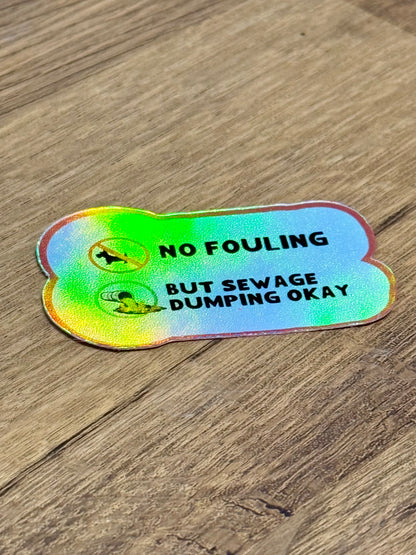 NO FOULING
BUT SEWAGE
DUMPING OKAY